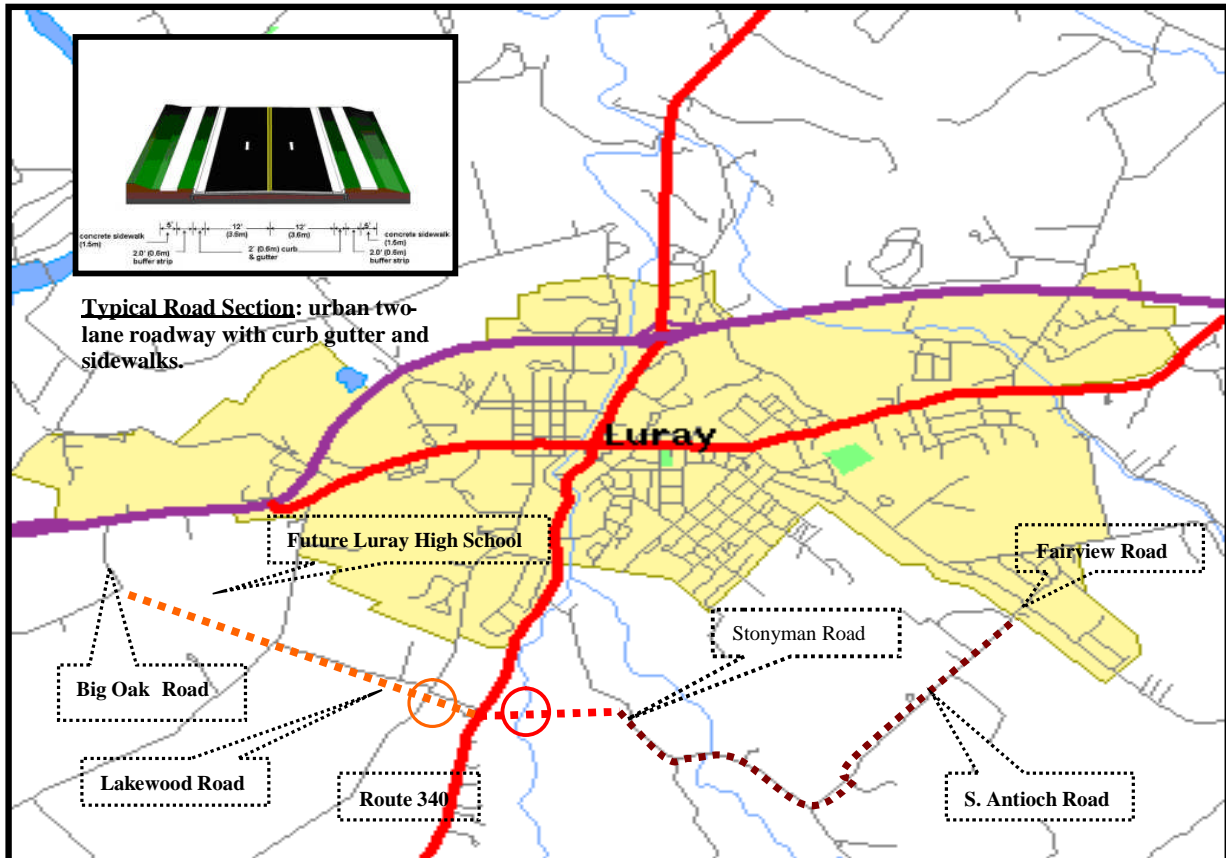 5'
12'
12'
5'
concrete sidewalk
(1.5m)
(3.6m)
(3.6m)
concrete sidewalk
(1.5m)
2.0' (0.6m)
buffer strip
2' (0.6m) curb
& gutter
2.0' (0.6m)
buffer strip
Typical Road Section: urban two-
lane roadway with curb gutter and
sidewalks.
Luray
Future Luray High School
Fairview Road
Stonyman Road
Big Oak Road
Lakewood Road
Route 340
S. Antioch Road